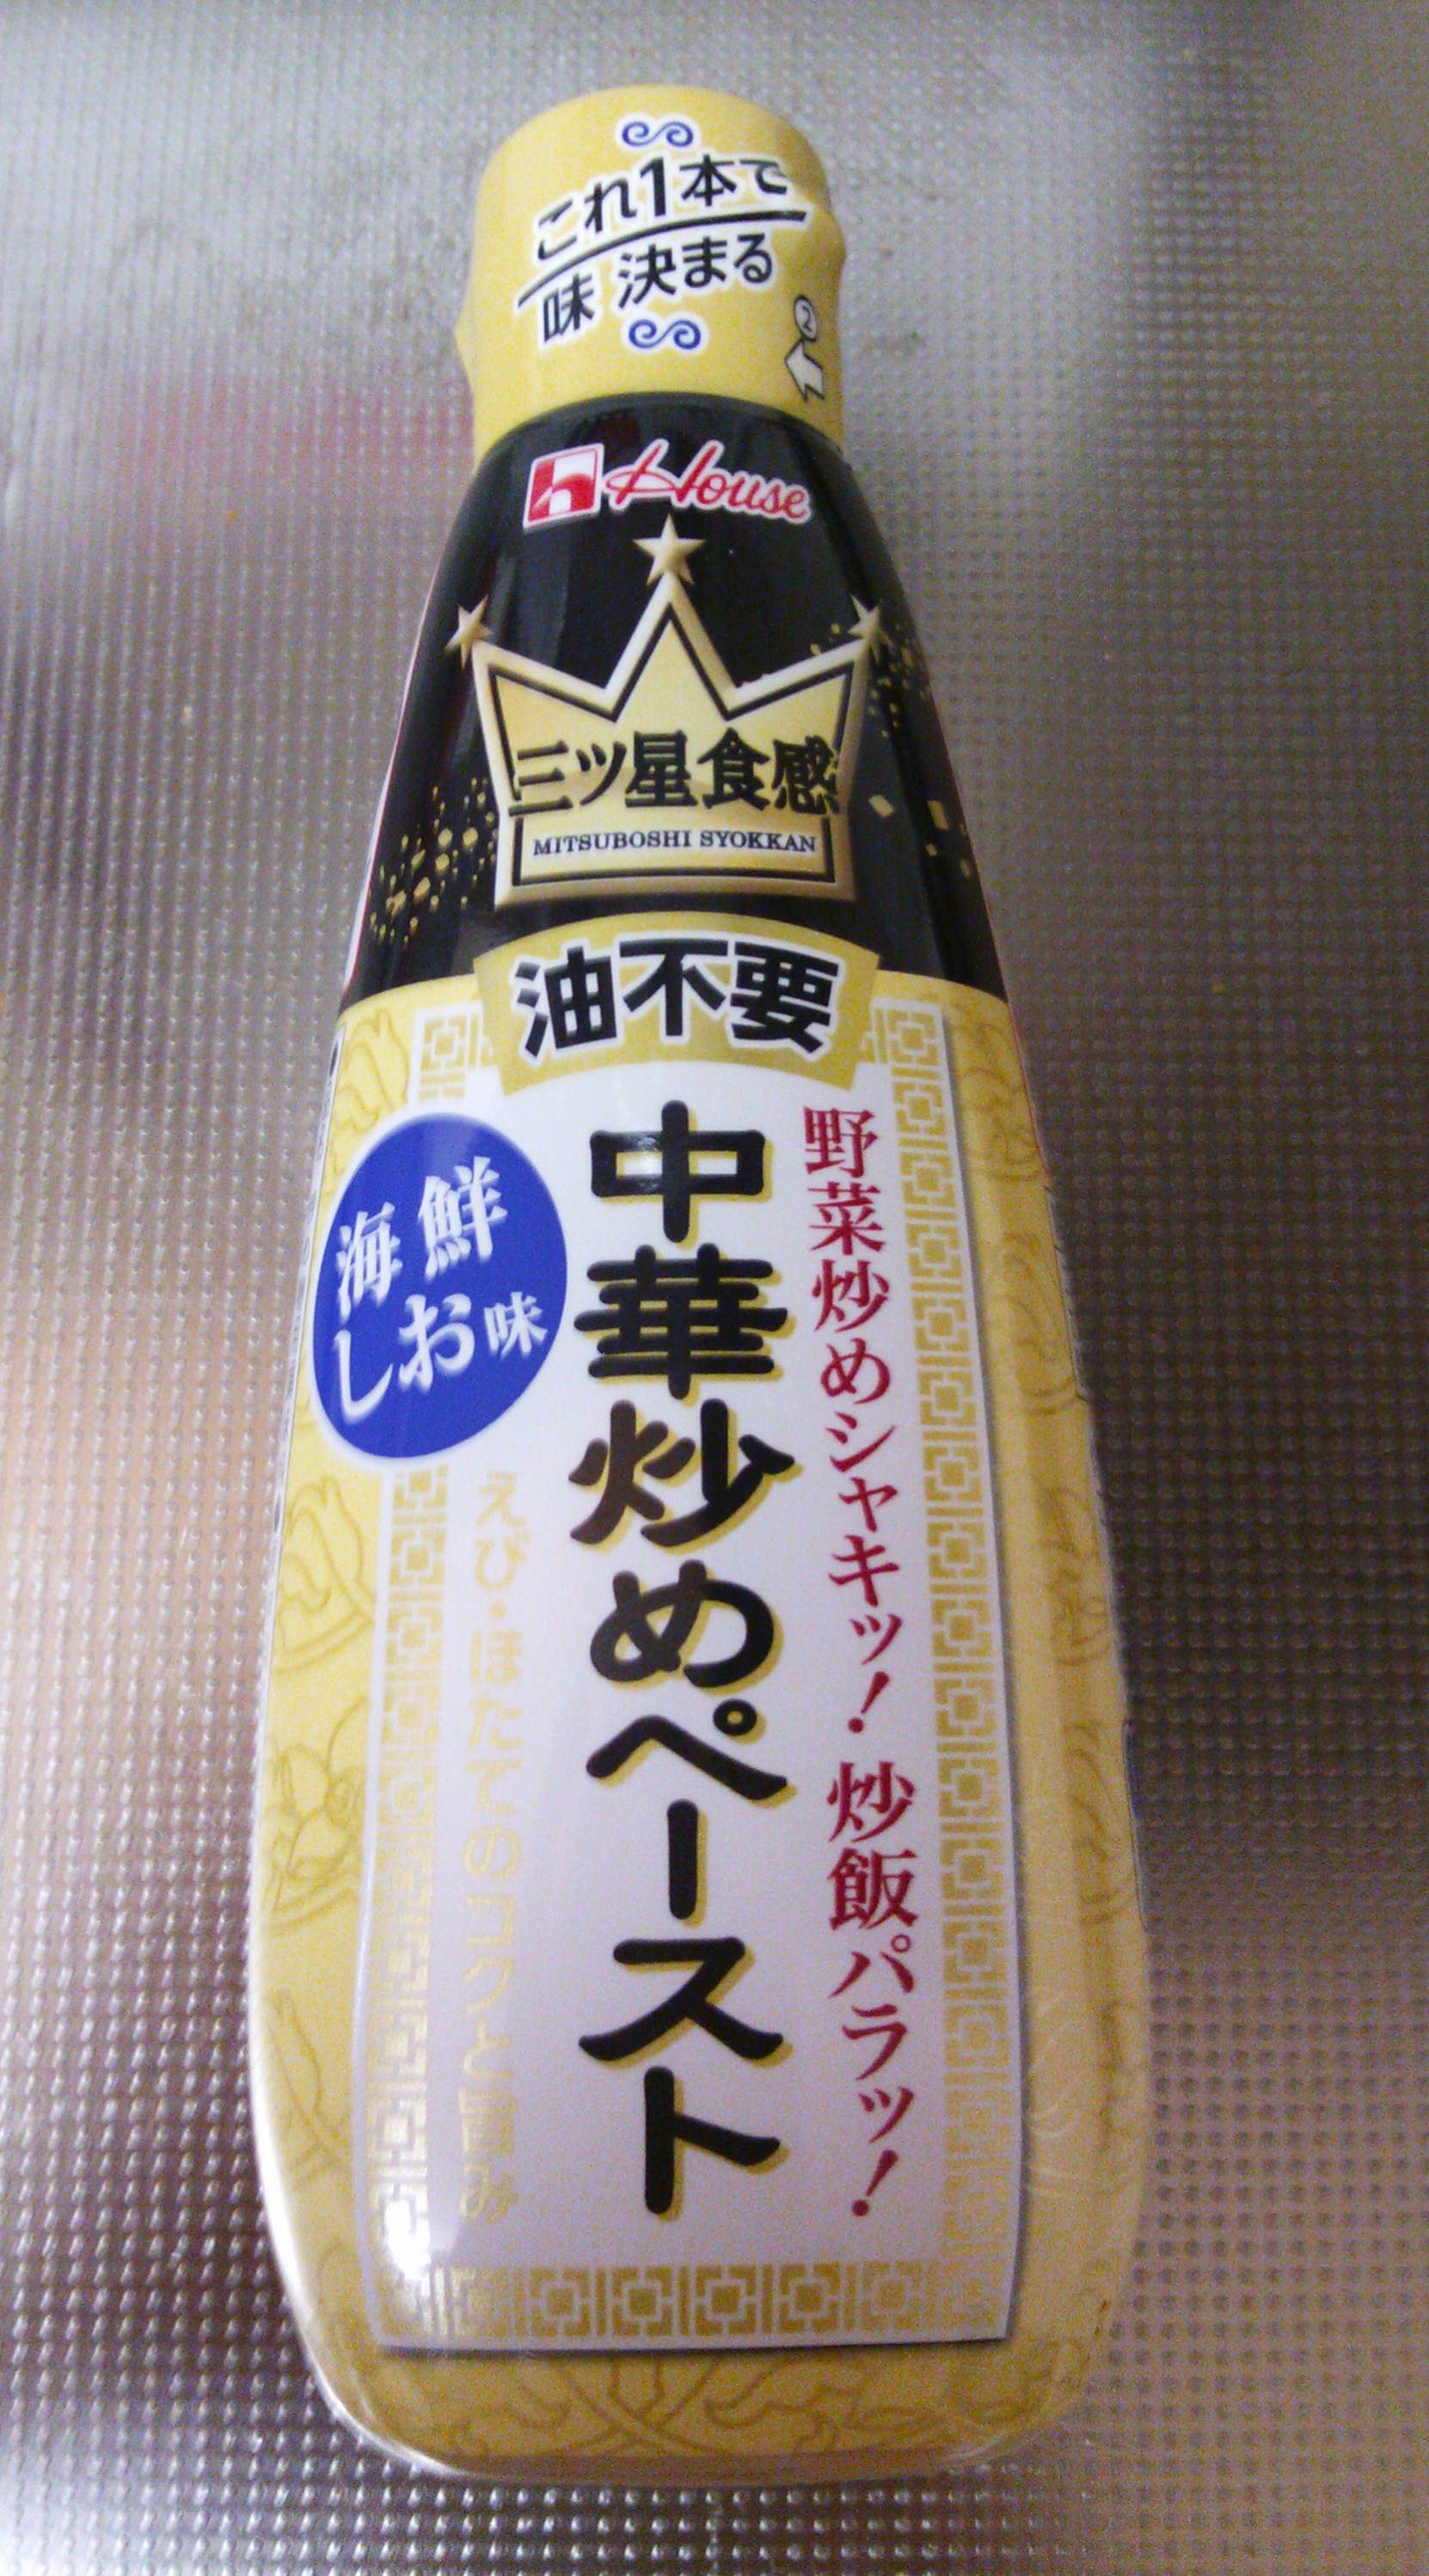 これ1本で
味 決まる
②
House
三ツ星食感
MITSUBOSHI SYOKKAN
油不要
野菜炒めシャキッ！ 炒飯パラッ！
中華炒めペースト
海鮮
しお味
えび・ほたてのコクと旨み